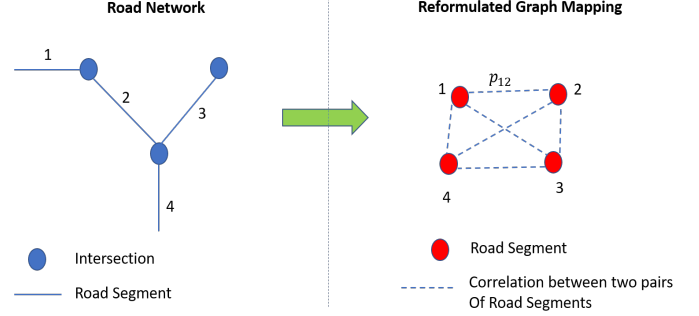 Road Network
1
2
3
4
Intersection
Road Segment
Reformulated Graph Mapping
1
p12
2
4
3
Road Segment
Correlation between two pairs
Of Road Segments